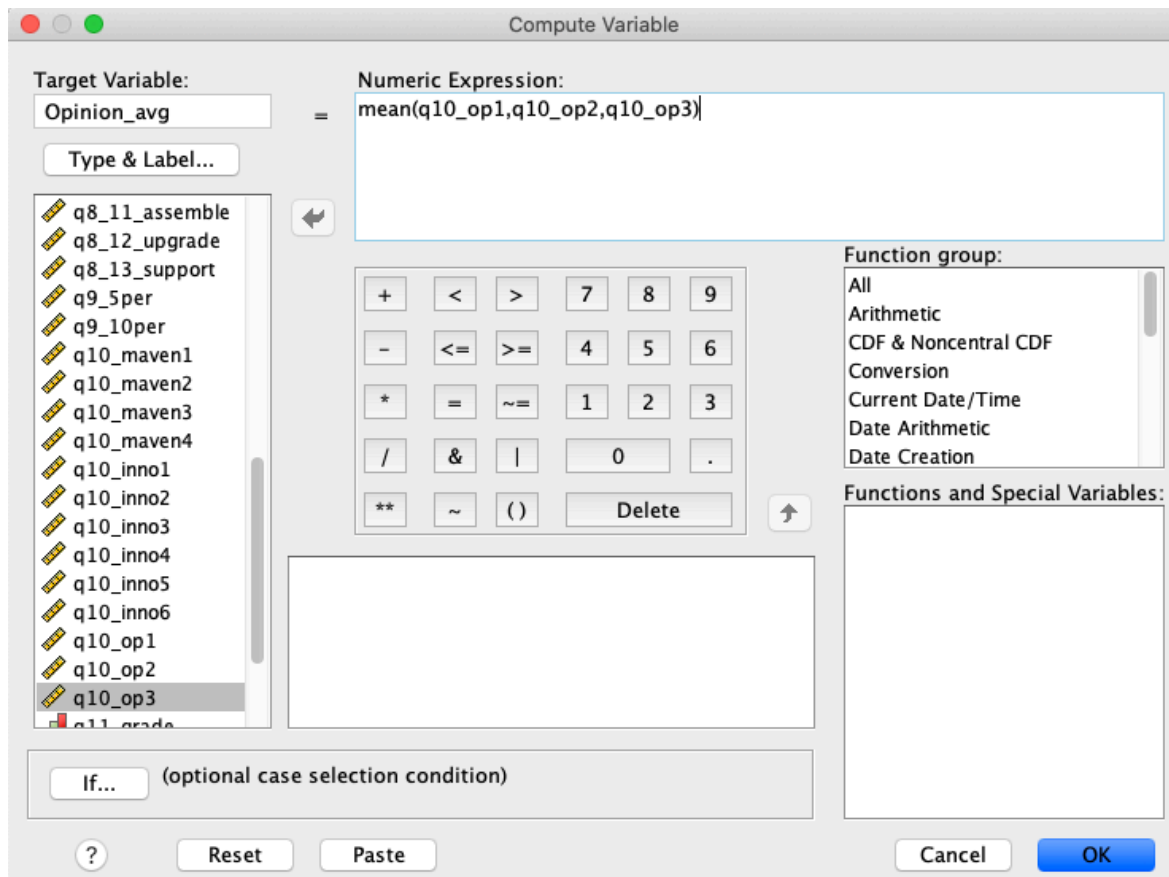 Compute Variable
Target Variable:
Opinion_avg
Type & Label...
=
Numeric Expression:
mean(q10_op1,q10_op2,q10_op3)
q8_11_assemble
q8_12_upgrade
q8_13_support
q9_5per
q9_10per
q10_maven1
q10_maven2
q10_maven3
q10_maven4
q10_inno1
q10_inno2
q10_inno3
q10_inno4
q10_inno5
q10_inno6
q10_op1
q10_op2
q10_op3
q11_grade
+ < > 7 8 9
- <= >= 4 5 6
* = ~= 1 2 3
/ & | 0 .
** ~ () Delete
Function group:
All
Arithmetic
CDF & Noncentral CDF
Conversion
Current Date/Time
Date Arithmetic
Date Creation
Functions and Special Variables:
If... (optional case selection condition)
? Reset Paste Cancel OK